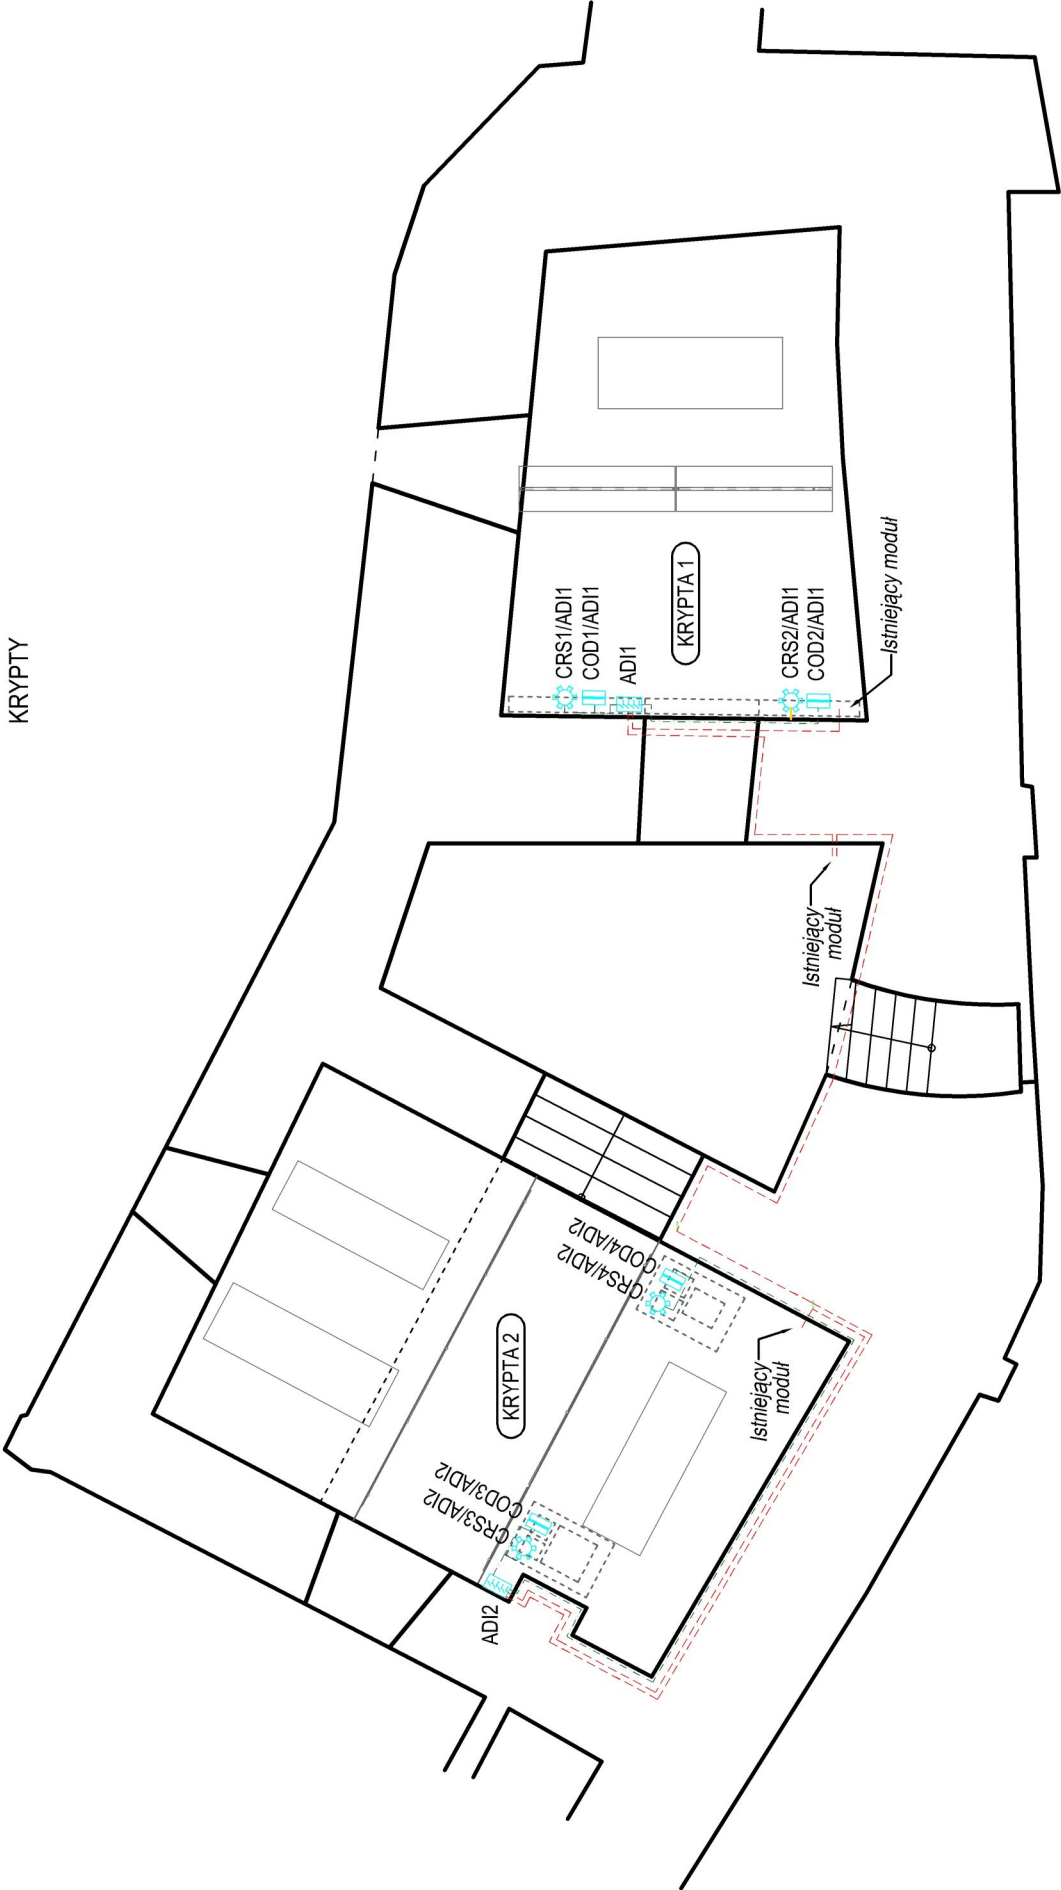 KRYPTY
CRS1/ADI1
COD1/ADI1
ADI1
KRYPTA 1
CRS2/ADI1
COD2/ADI1
Istniejący moduł
Istniejący
moduł
COD4/ADI2
CRS4/ADI2
KRYPTA 2
Istniejący
moduł
COD3/ADI2
CRS3/ADI2
ADI2